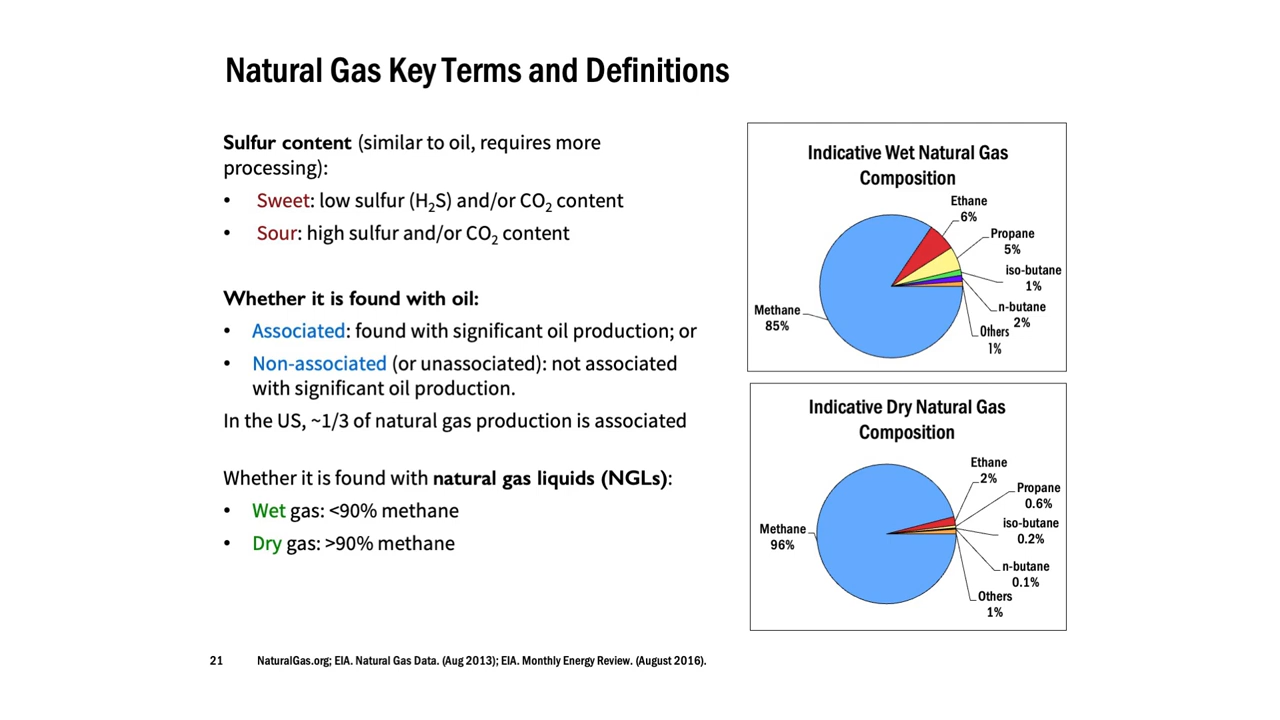 Natural Gas Key Terms and Definitions
Sulfur content (similar to oil, requires more
processing):
• Sweet: low sulfur (H₂S) and/or CO₂ content
• Sour: high sulfur and/or CO₂ content
Whether it is found with oil:
• Associated: found with significant oil production; or
• Non-associated (or unassociated): not associated
with significant oil production.
In the US, ~1/3 of natural gas production is associated
Whether it is found with natural gas liquids (NGLs):
• Wet gas: <90% methane
• Dry gas: >90% methane
Indicative Wet Natural Gas
Composition
Ethane
6%
Propane
5%
iso-butane
1%
n-butane
2%
Others
1%
Methane
85%
Indicative Dry Natural Gas
Composition
Ethane
2%
Propane
0.6%
iso-butane
0.2%
n-butane
0.1%
Others
1%
Methane
96%
21 NaturalGas.org; EIA. Natural Gas Data. (Aug 2013); EIA. Monthly Energy Review. (August 2016).